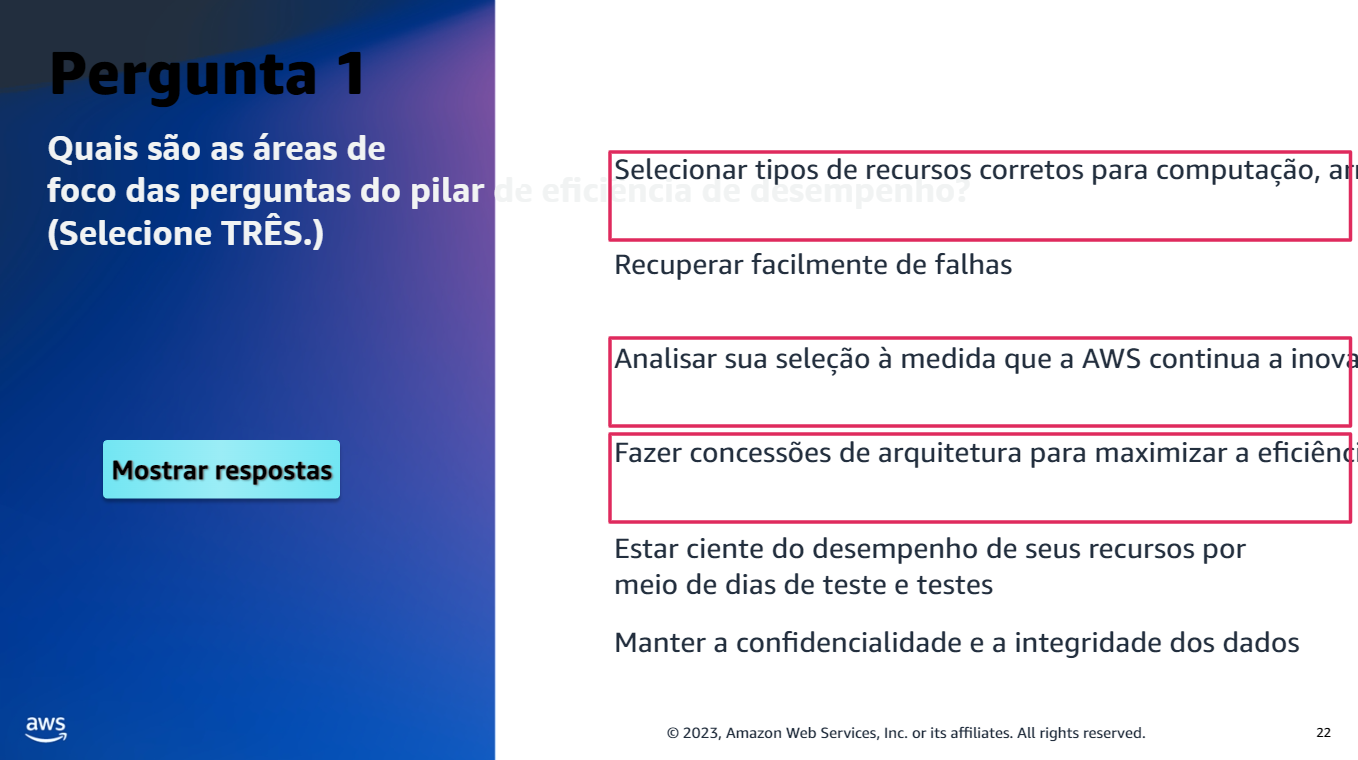 Pergunta 1
Quais são as áreas de
foco das perguntas do pilar de eficiência de desempenho?
(Selecione TRÊS.)
Mostrar respostas
Selecionar tipos de recursos corretos para computação,
Recuperar facilmente de falhas
Analisar sua seleção à medida que a AWS continua a
Fazer concessões de arquitetura para maximizar a
Estar ciente do desempenho de seus recursos por
meio de dias de teste e testes
Manter a confidencialidade e a integridade dos dados
aws
© 2023, Amazon Web Services, Inc. or its affiliates. All rights reserved.
22